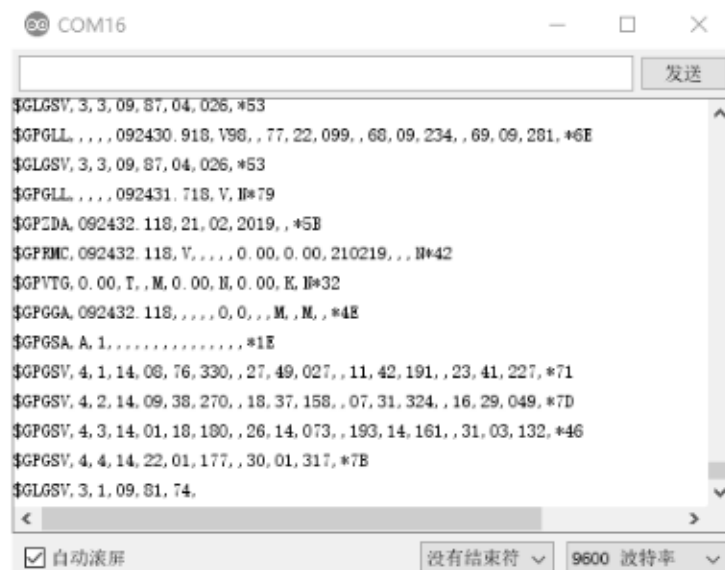 COM16
发送
$GLGSV,3,3,09,87,04,026,*53
$GPGLL,,,,,092430.918,V98,,77,22,099,,68,09,234,,69,09,281,*6E
$GLGSV,3,3,09,87,04,026,*53
$GPGLL,,,,,092431.718,V,N*79
$GPZDA,092432.118,21,02,2019,,*5B
$GPRMC,092432.118,V,,,,,0.00,0.00,210219,,,N*42
$GPVTG,0.00,T,,M,0.00,N,0.00,K,N*32
$GPGGA,092432.118,,,,,0,0,,,M,,M,,*4E
$GPGSA,A,1,,,,,,,,,,,,,,,*1E
$GPGSV,4,1,14,08,76,330,,27,49,027,,11,42,191,,23,41,227,*71
$GPGSV,4,2,14,09,38,270,,18,37,158,,07,31,324,,16,29,049,*7D
$GPGSV,4,3,14,01,18,180,,26,14,073,,193,14,161,,31,03,132,*46
$GPGSV,4,4,14,22,01,177,,30,01,317,*7B
$GLGSV,3,1,09,81,74,
自动滚屏
没有结束符
9600 波特率